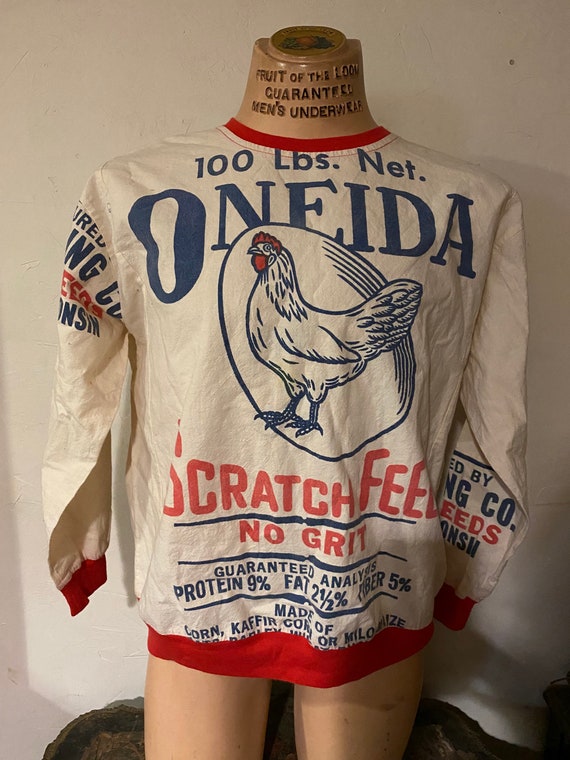 FRUIT OF THE LOOM
GUARANTEED
MEN'S UNDERWEAR
100 Lbs. Net.
ONEIDA
SCRATCH FEE
NO GRIT
GUARANTEED ANALYSIS
PROTEIN 9% FAT 2½% FIBER 5%
MADE OF
CORN, KAFFIR CORN OR MILO MAIZE
URED
NG CO.
EEDS
ONSIN
ED BY
NG CO.
EEDS
ONSIN